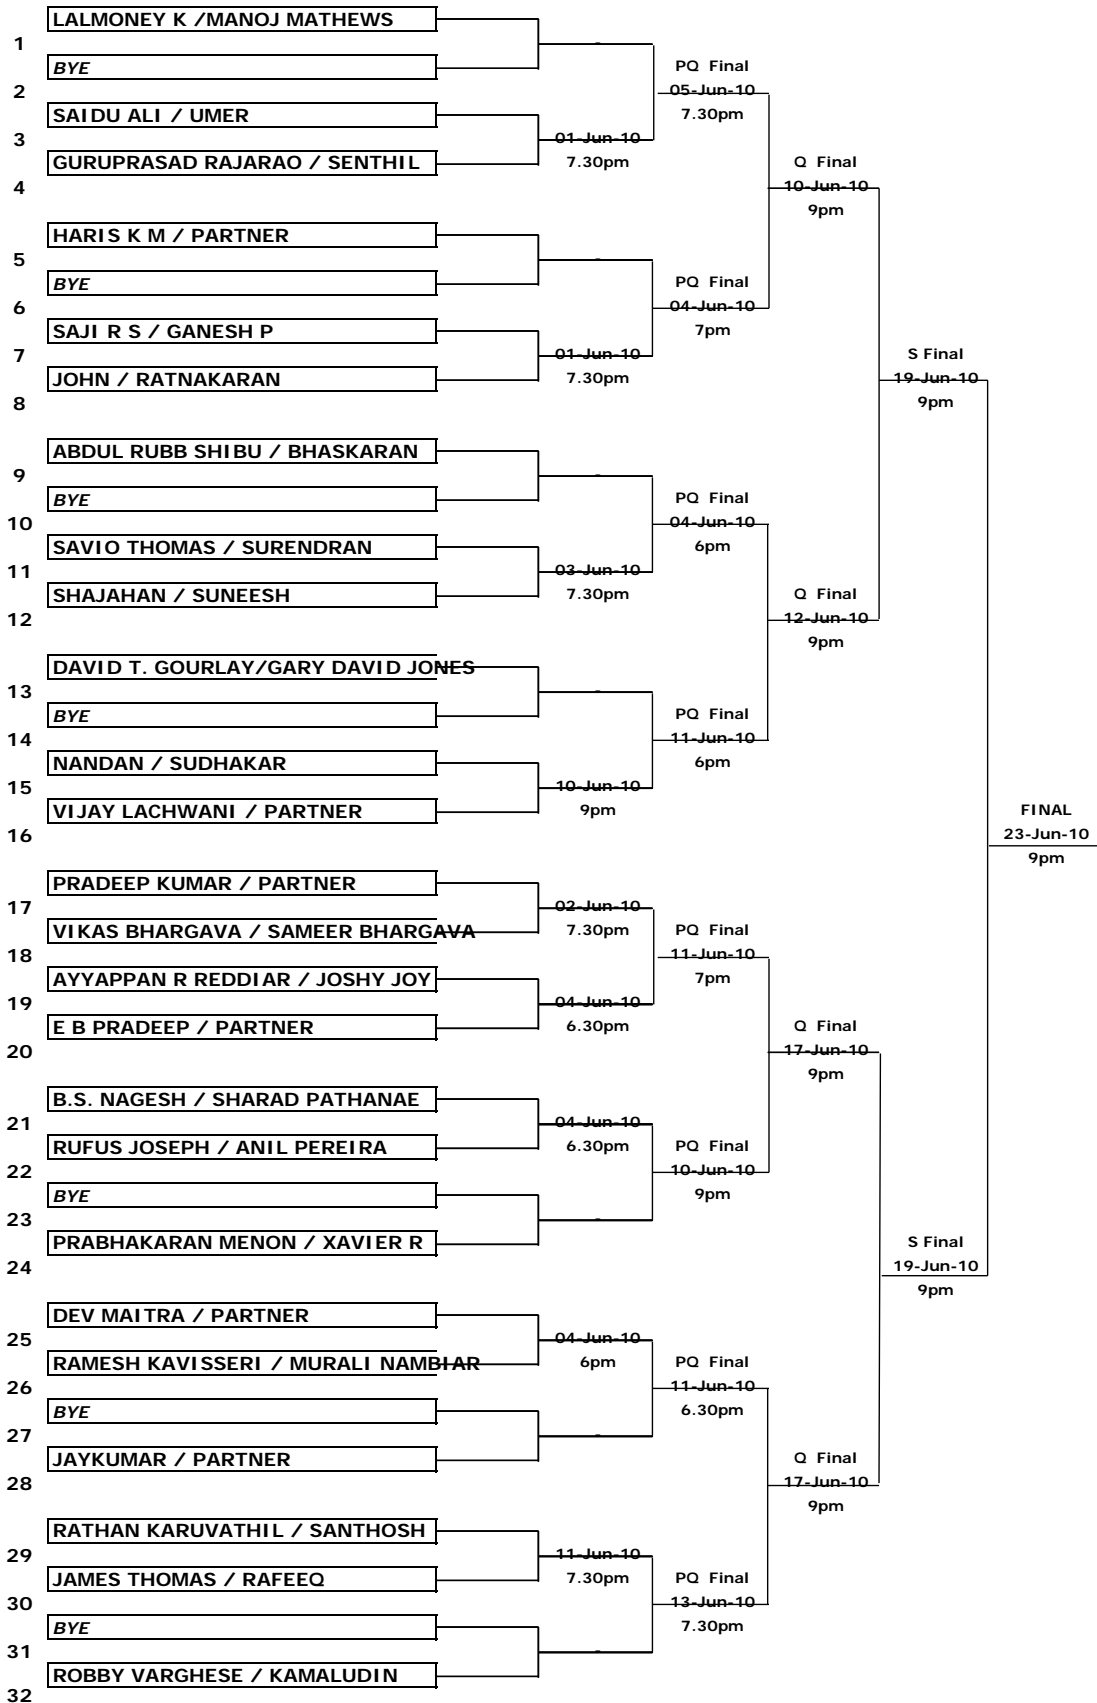 LALMONEY K /MANOJ MATHEWS
1
-
BYE
PQ Final
2
05-Jun-10
SAIDU ALI / UMER
7.30pm
3
01-Jun-10
GURUPRASAD RAJARAO / SENTHIL
7.30pm
Q Final
4
10-Jun-10
9pm
HARIS K M / PARTNER
5
-
BYE
PQ Final
6
04-Jun-10
SAJI R S / GANESH P
7pm
7
01-Jun-10
S Final
JOHN / RATNAKARAN
7.30pm
19-Jun-10
8
9pm
ABDUL RUBB SHIBU / BHASKARAN
9
-
BYE
PQ Final
10
04-Jun-10
SAVIO THOMAS / SURENDRAN
6pm
11
03-Jun-10
SHAJAHAN / SUNEESH
7.30pm
Q Final
12
12-Jun-10
9pm
DAVID T. GOURLAY/GARY DAVID JONES
13
-
BYE
PQ Final
14
11-Jun-10
NANDAN / SUDHAKAR
6pm
15
10-Jun-10
VIJAY LACHWANI / PARTNER
9pm
FINAL
16
23-Jun-10
9pm
PRADEEP KUMAR / PARTNER
17
02-Jun-10
VIKAS BHARGAVA / SAMEER BHARGAVA
7.30pm
PQ Final
18
11-Jun-10
AYYAPPAN R REDDIAR / JOSHY JOY
7pm
19
04-Jun-10
E B PRADEEP / PARTNER
6.30pm
Q Final
20
17-Jun-10
9pm
B.S. NAGESH / SHARAD PATHANAE
21
04-Jun-10
RUFUS JOSEPH / ANIL PEREIRA
6.30pm
PQ Final
22
10-Jun-10
BYE
9pm
23
-
PRABHAKARAN MENON / XAVIER R
S Final
24
19-Jun-10
9pm
DEV MAITRA / PARTNER
25
04-Jun-10
RAMESH KAVISSERI / MURALI NAMBIAR
6pm
PQ Final
26
11-Jun-10
BYE
6.30pm
27
-
JAYKUMAR / PARTNER
Q Final
28
17-Jun-10
9pm
RATHAN KARUVATHIL / SANTHOSH
29
11-Jun-10
JAMES THOMAS / RAFEEQ
7.30pm
PQ Final
30
13-Jun-10
BYE
7.30pm
31
-
ROBBY VARGHESE / KAMALUDIN
32